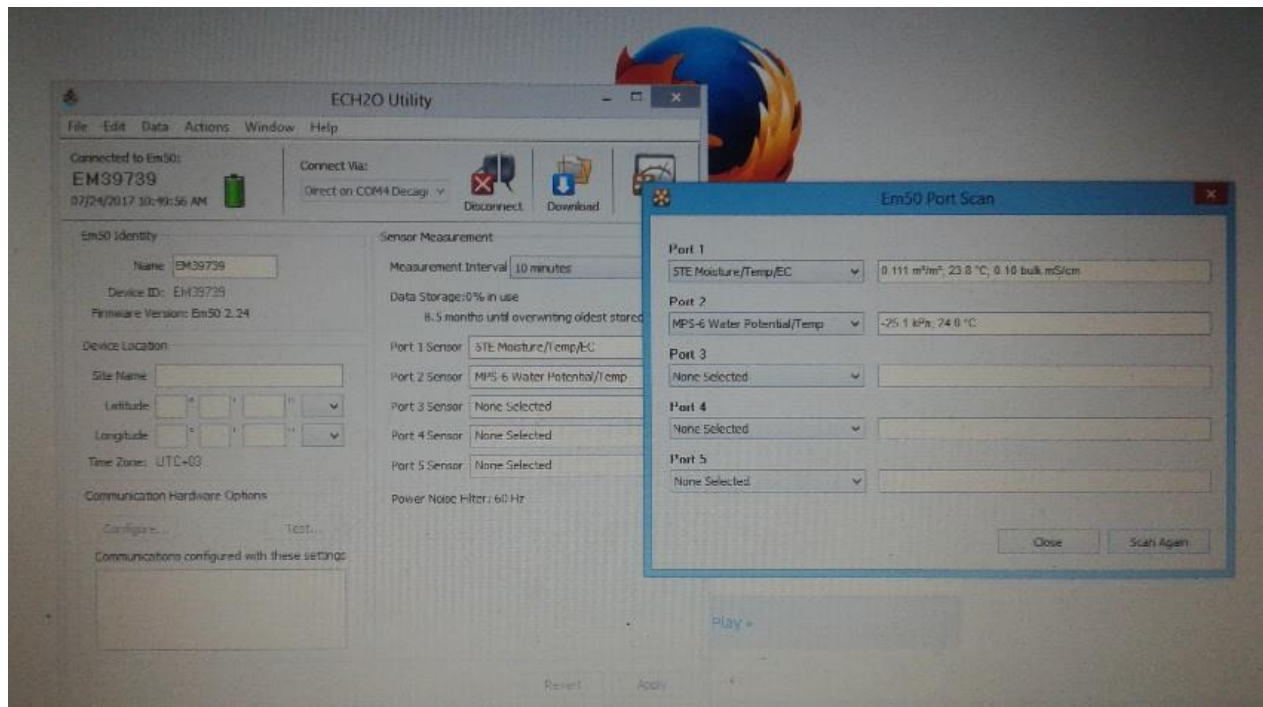 ECH2O Utility
File Edit Data Actions Window Help
Connected to Em50:
EM39739
07/24/2017 10:49:56 AM
Connect Via:
Direct on COM4 Decagi
Disconnect
Download
Em50 Identity
Name EM39739
Device ID: EM39739
Firmware Version: Em50 2.24
Device Location
Site Name
Latitude
Longitude
Time Zone: UTC+03
Communication Hardware Options
Configure...
Test...
Communications configured with these settings
Sensor Measurement
Measurement Interval 10 minutes
Data Storage: 0% in use
8.5 months until overwriting oldest stored
Port 1 Sensor 5TE Moisture/Temp/EC
Port 2 Sensor MPS-6 Water Potential/Temp
Port 3 Sensor None Selected
Port 4 Sensor None Selected
Port 5 Sensor None Selected
Power Noise Filter: 60 Hz
Revert
Apply
Em50 Port Scan
Port 1
5TE Moisture/Temp/EC 0.111 m³/m³, 23.8 °C, 0.10 bulk mS/cm
Port 2
MPS-6 Water Potential/Temp -25.1 kPa, 24.8 °C
Port 3
None Selected
Port 4
None Selected
Port 5
None Selected
Close
Scan Again
Play »